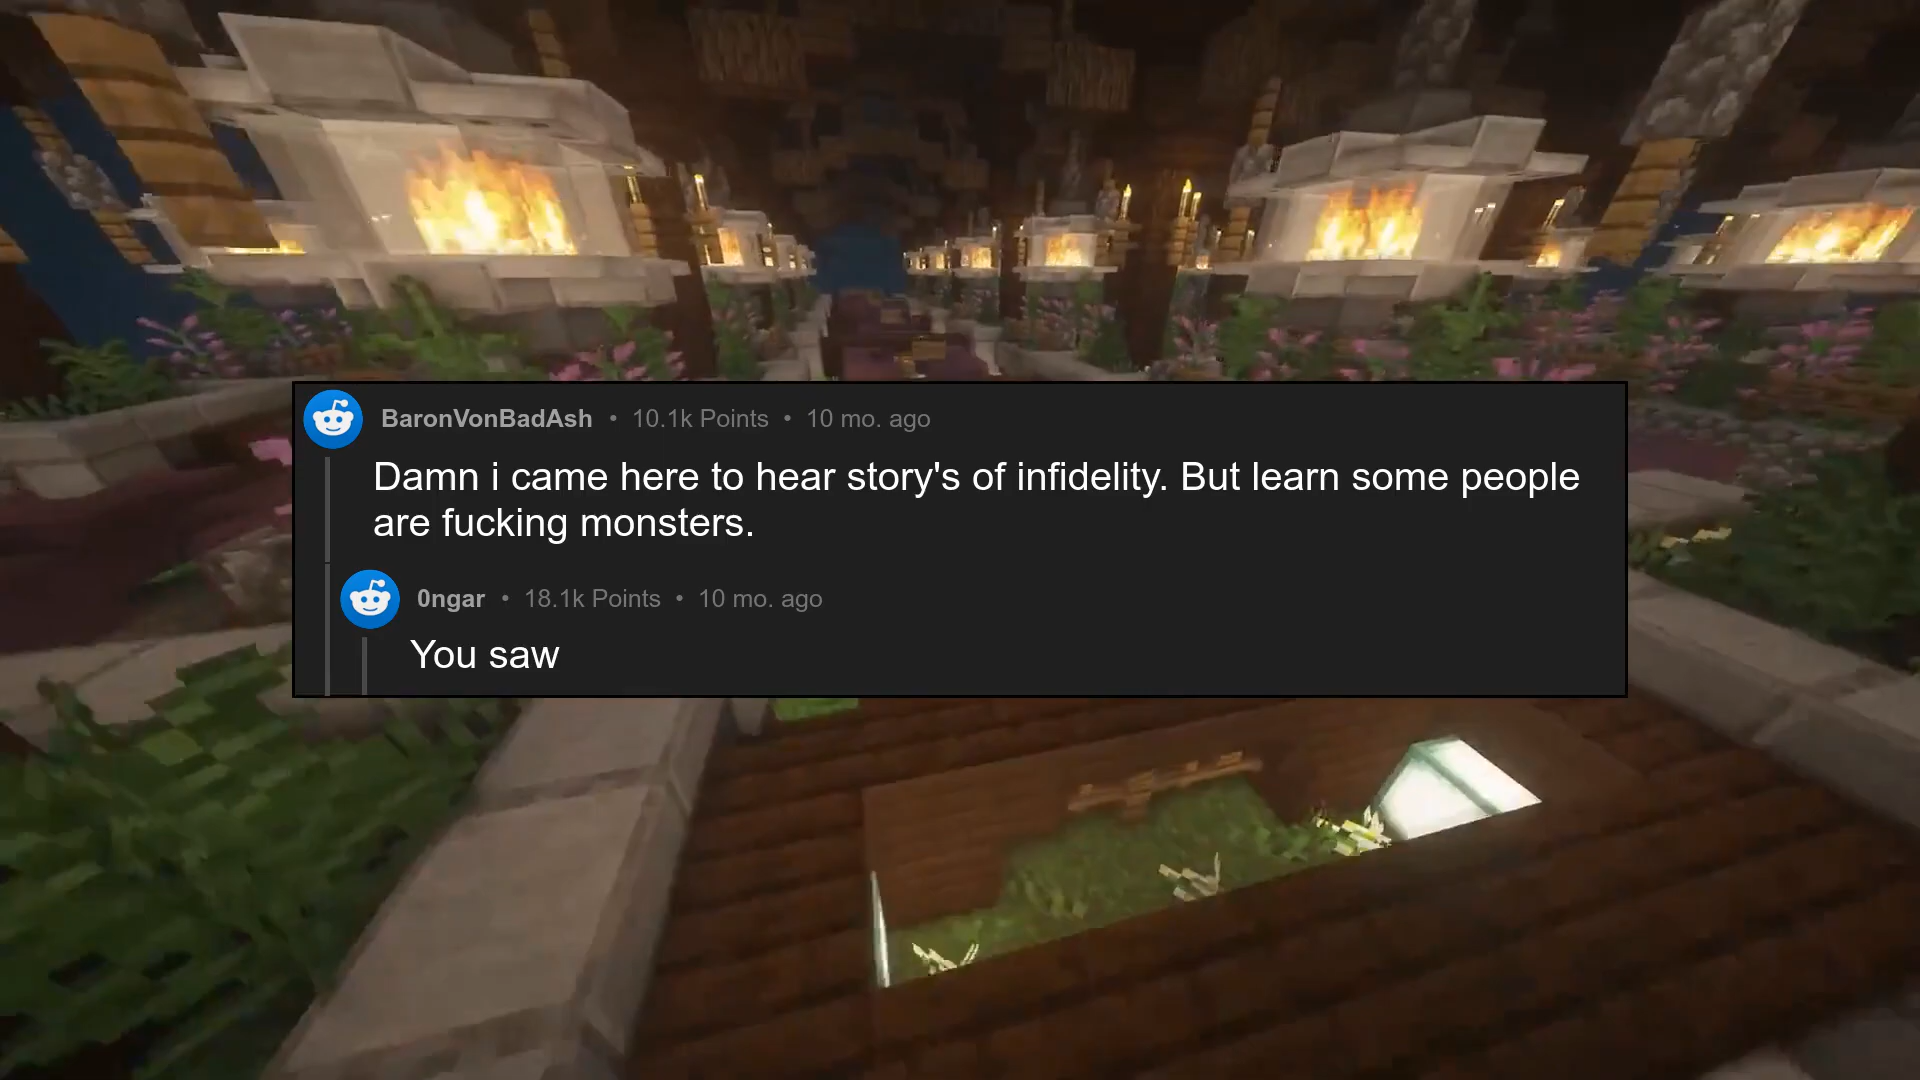 BaronVonBadAsh • 10.1k Points • 10 mo. ago
Damn i came here to hear story's of infidelity. But learn some people
are fucking monsters.
0ngar • 18.1k Points • 10 mo. ago
You saw